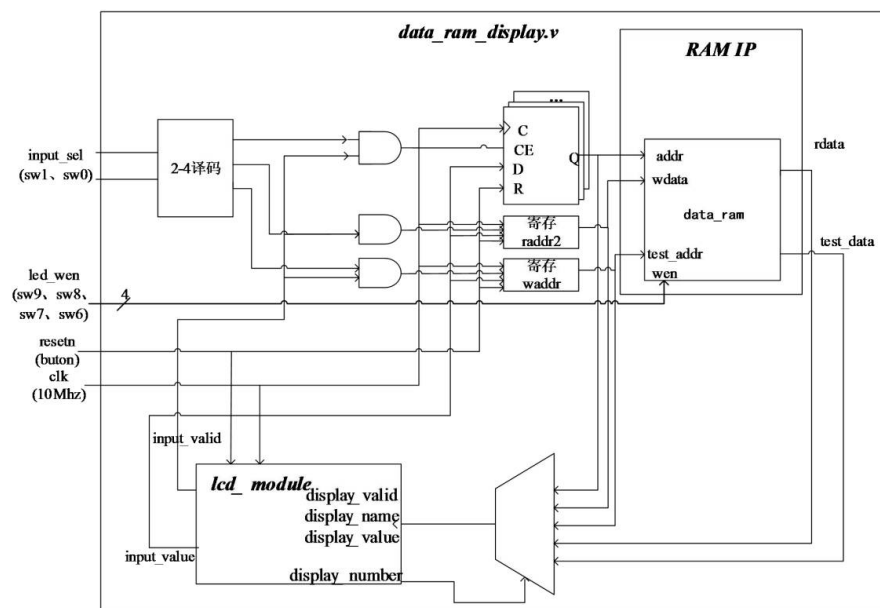 data_ram_display.v
RAM IP
input_sel
(sw1、sw0)
2-4译码
...
C
CE
D
Q
R
addr
wdata
data_ram
test_addr
wen
rdata
test_data
寄存
raddr2
寄存
waddr
led_wen
(sw9、sw8、
sw7、sw6)
4
resetn
(buton)
clk
(10Mhz)
input_valid
lcd_ module
display_valid
display_name
display_value
input_value
display_number